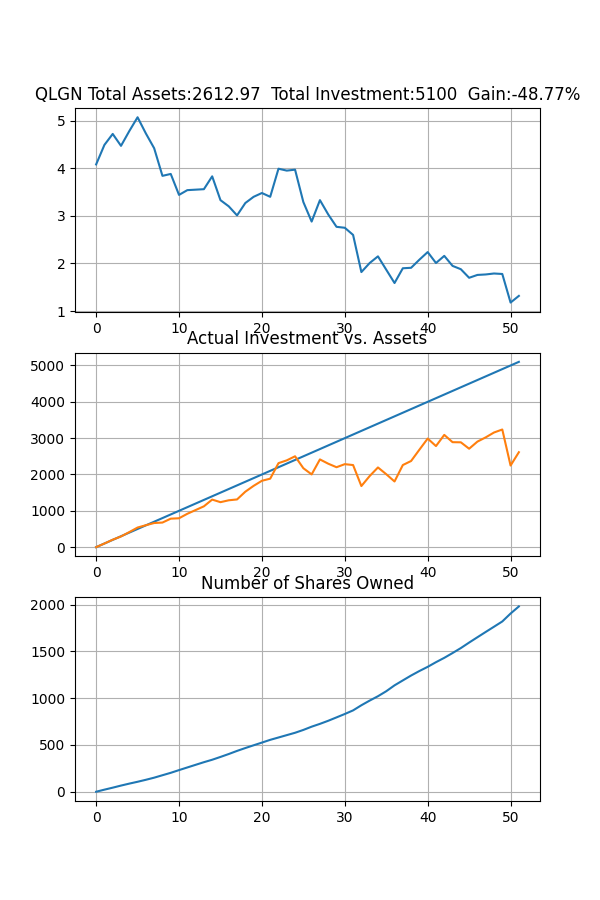 QLGN Total Assets:2612.97  Total Investment:5100  Gain:-48.77%
5
4
3
2
1
0 10 20 30 40 50
Actual Investment vs. Assets
5000
4000
3000
2000
1000
0
0 10 20 30 40 50
Number of Shares Owned
2000
1500
1000
500
0
0 10 20 30 40 50